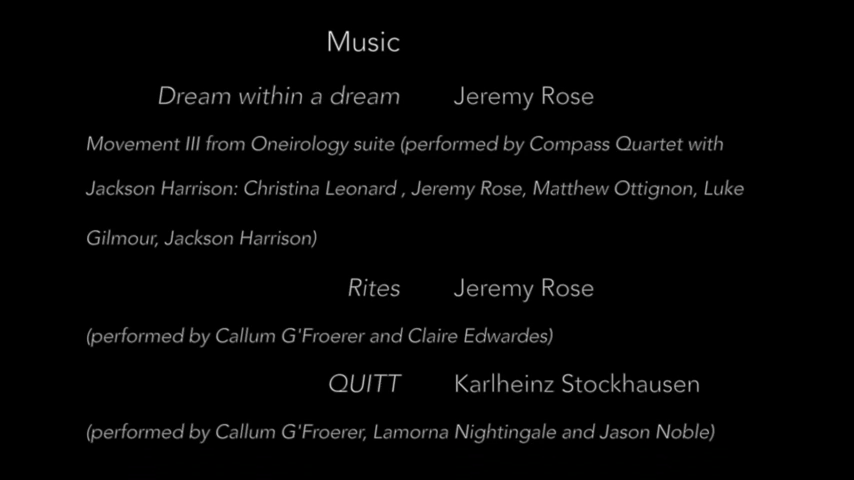 Music
Dream within a dream Jeremy Rose
Movement III from Oneirology suite (performed by Compass Quartet with
Jackson Harrison: Christina Leonard , Jeremy Rose, Matthew Ottignon, Luke
Gilmour, Jackson Harrison)
Rites Jeremy Rose
(performed by Callum G'Froerer and Claire Edwardes)
QUITT Karlheinz Stockhausen
(performed by Callum G'Froerer, Lamorna Nightingale and Jason Noble)